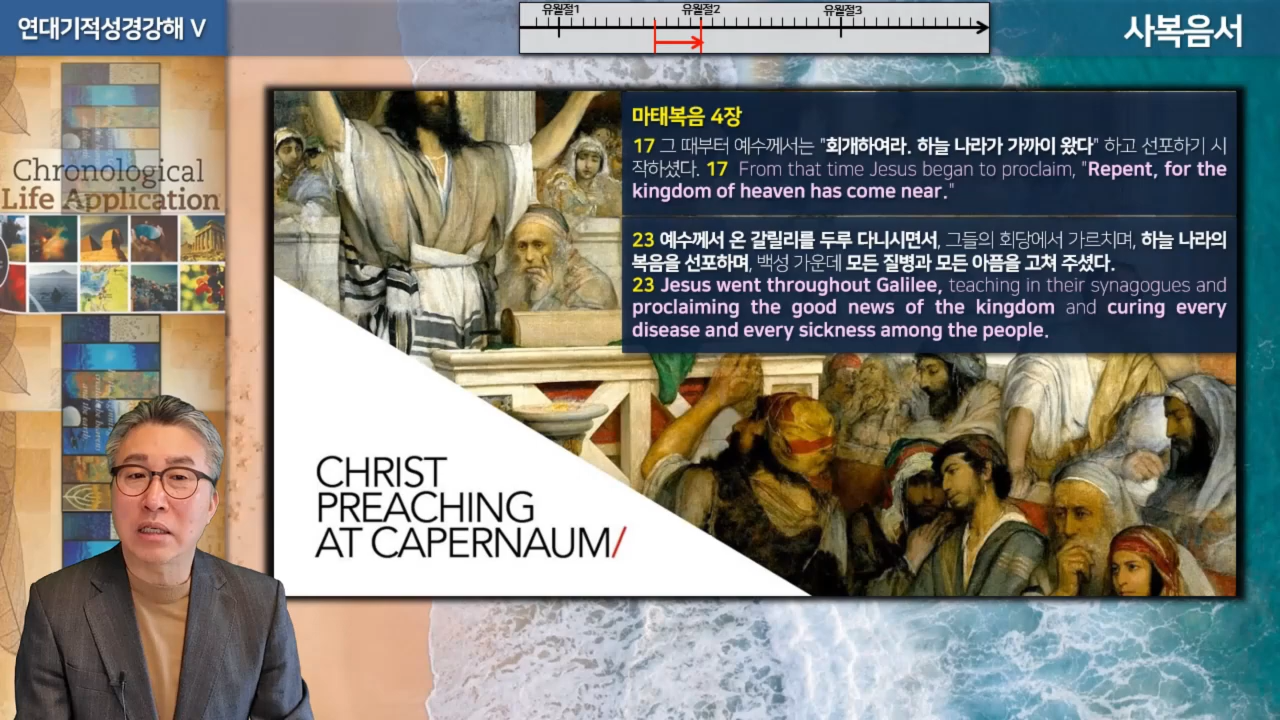 연대기적성경강해 V
유월절1
유월절2
유월절3
사복음서
Chronological
Life Application
마태복음 4장
17 그 때부터 예수께서는 "회개하여라. 하늘 나라가 가까이 왔다" 하고 선포하기 시
작하셨다. 17 From that time Jesus began to proclaim, "Repent, for the
kingdom of heaven has come near."
23 예수께서 온 갈릴리를 두루 다니시면서, 그들의 회당에서 가르치며, 하늘 나라의
복음을 선포하며, 백성 가운데 모든 질병과 모든 아픔을 고쳐 주셨다.
23 Jesus went throughout Galilee, teaching in their synagogues and
proclaiming the good news of the kingdom and curing every
disease and every sickness among the people.
CHRIST
PREACHING
AT CAPERNAUM/